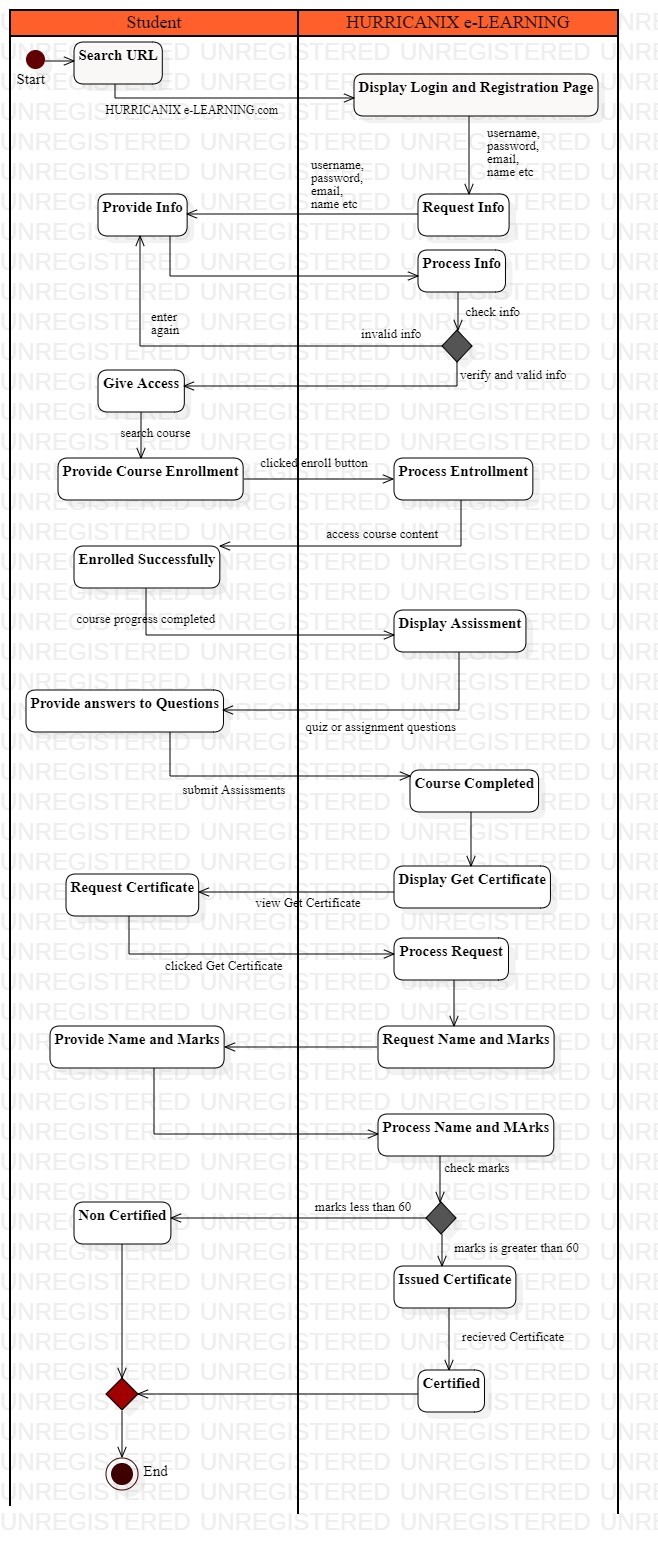 Student
HURRICANIX e-LEARNING
Search URL
Start
Display Login and Registration Page
HURRICANIX e-LEARNING.com
username,
password,
email,
name etc
username,
password,
email,
name etc
Provide Info
Request Info
Process Info
check info
enter
again
invalid info
verify and valid info
Give Access
search course
Provide Course Enrollment
clicked enroll button
Process Entrollment
access course content
Enrolled Successfully
course progress completed
Display Assissment
Provide answers to Questions
quiz or assignment questions
submit Assissments
Course Completed
Display Get Certificate
Request Certificate
view Get Certificate
clicked Get Certificate
Process Request
Provide Name and Marks
Request Name and Marks
Process Name and MArks
check marks
Non Certified
marks less than 60
marks is greater than 60
Issued Certificate
recieved Certificate
Certified
End
UNREGISTERED